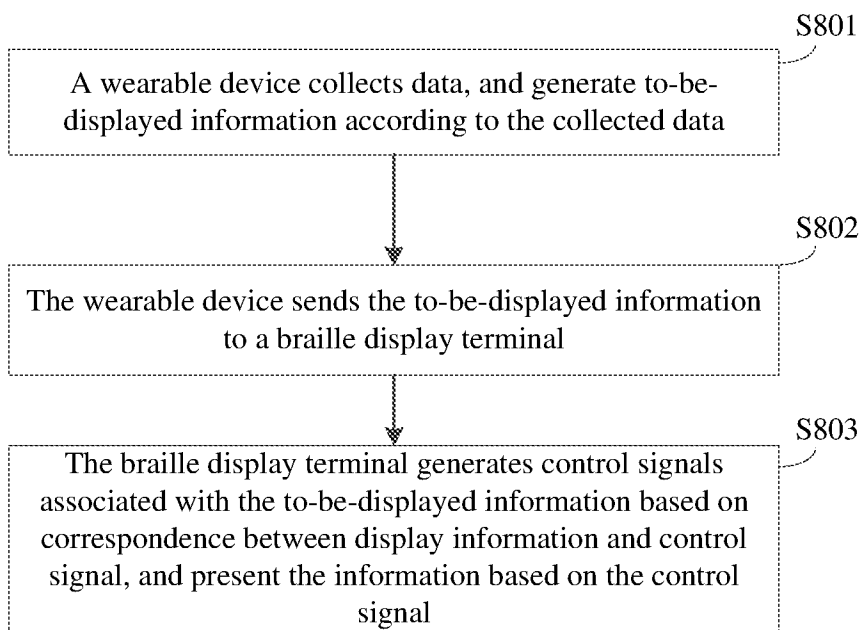 S801
A wearable device collects data, and generate to-be-
displayed information according to the collected data
S802
The wearable device sends the to-be-displayed information
to a braille display terminal
S803
The braille display terminal generates control signals
associated with the to-be-displayed information based on
correspondence between display information and control
signal, and present the information based on the control
signal